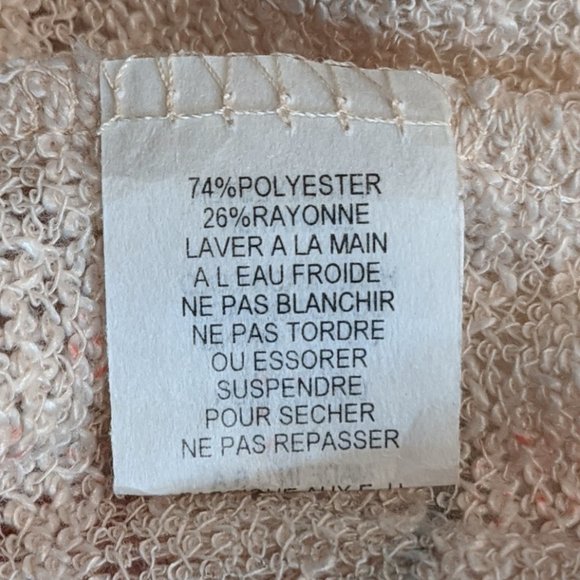 74%POLYESTER
26%RAYONNE
LAVER A LA MAIN
A L EAU FROIDE
NE PAS BLANCHIR
NE PAS TORDRE
OU ESSORER
SUSPENDRE
POUR SECHER
NE PAS REPASSER